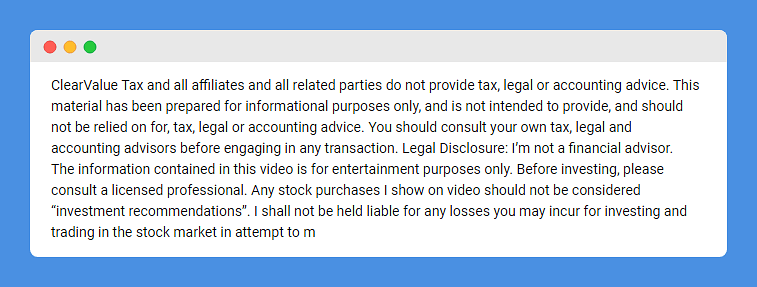 ClearValue Tax and all affiliates and all related parties do not provide tax, legal or accounting advice. This
material has been prepared for informational purposes only, and is not intended to provide, and should
not be relied on for, tax, legal or accounting advice. You should consult your own tax, legal and
accounting advisors before engaging in any transaction. Legal Disclosure: I'm not a financial advisor.
The information contained in this video is for entertainment purposes only. Before investing, please
consult a licensed professional. Any stock purchases I show on video should not be considered
“investment recommendations”. I shall not be held liable for any losses you may incur for investing and
trading in the stock market in attempt to m